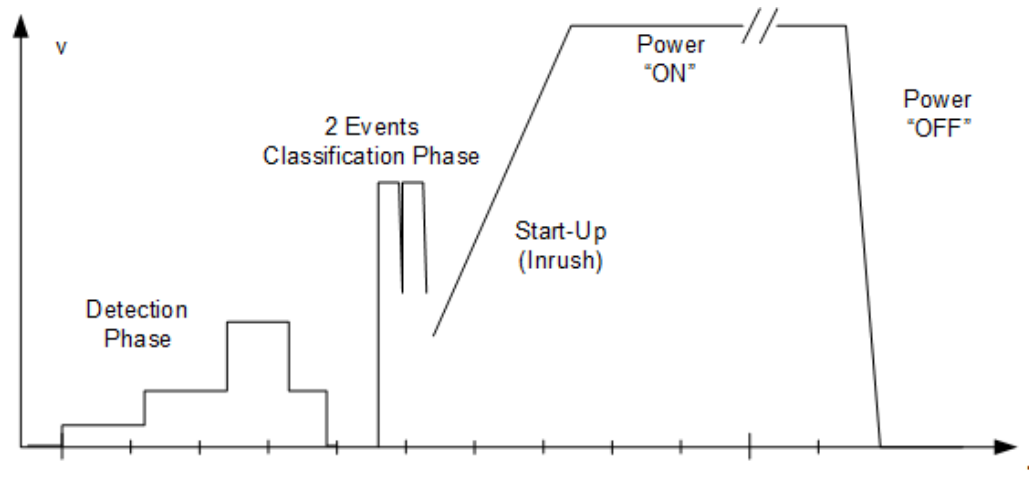 v
Power
“ON”
Power
“OFF”
2 Events
Classification Phase
Start-Up
(Inrush)
Detection
Phase